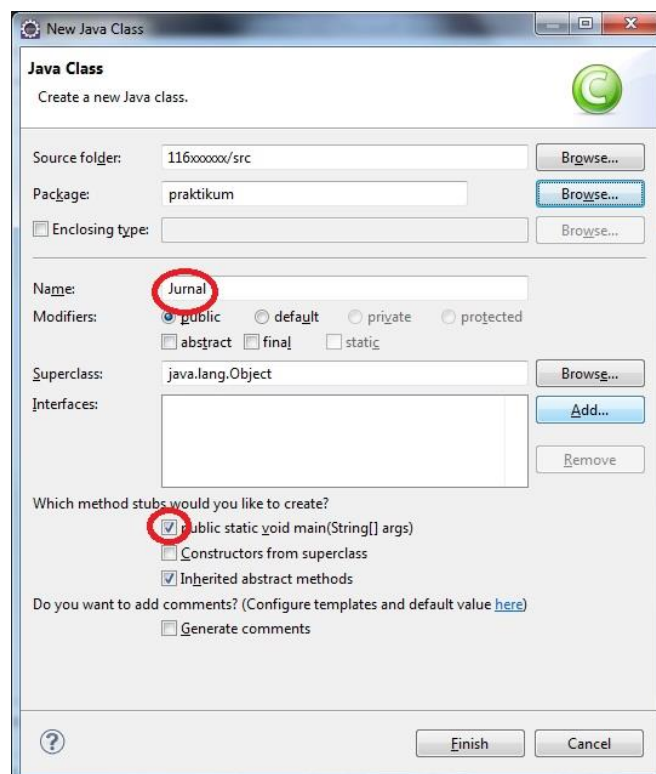 New Java Class
Java Class
Create a new Java class.
Source folder: 116xxxxxx/src Browse...
Package: praktikum Browse...
Enclosing type: Browse...
Name: Jurnal
Modifiers: public default private protected
abstract final static
Superclass: java.lang.Object Browse...
Interfaces: Add...
Remove
Which method stubs would you like to create?
public static void main(String[] args)
Constructors from superclass
Inherited abstract methods
Do you want to add comments? (Configure templates and default value here)
Generate comments
? Finish Cancel